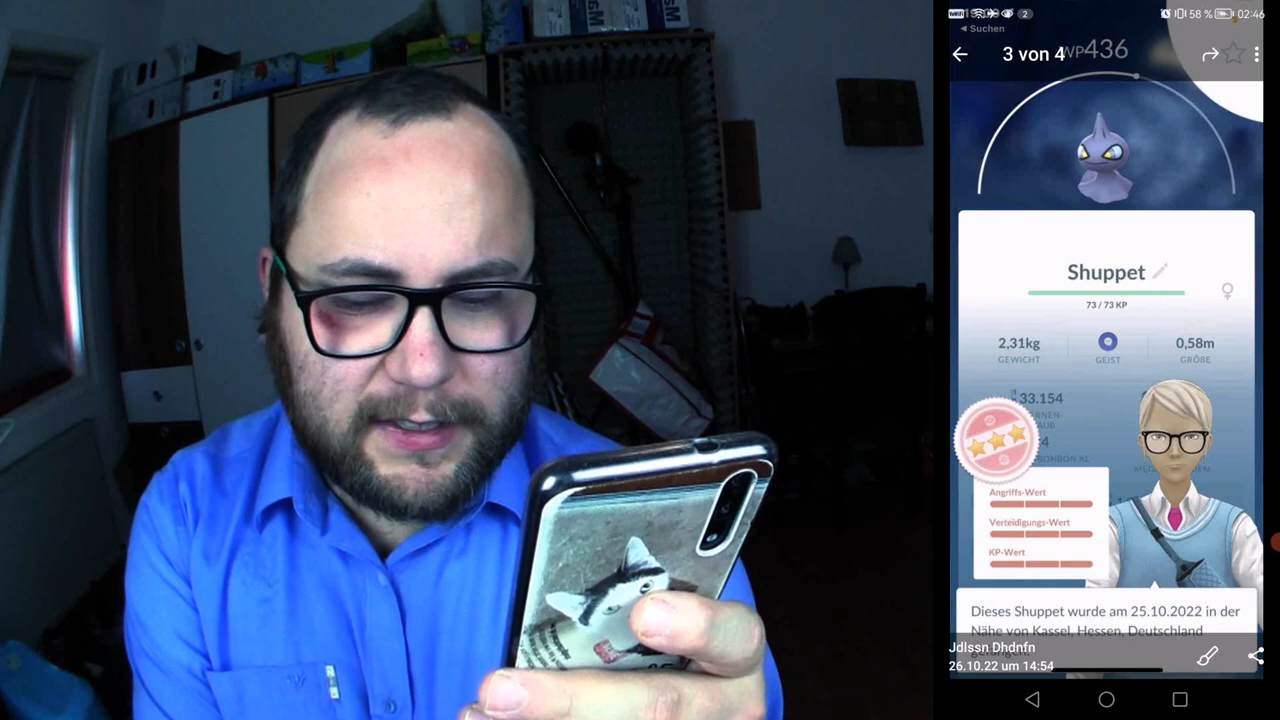 2
58 %
02:46
Suchen
3 von 4
WP436
Shuppet
73 / 73 KP
2,31kg
GEWICHT
GEIST
0,58m
GRÖßE
33.154
Angriffs-Wert
Verteidigungs-Wert
KP-Wert
Dieses Shuppet wurde am 25.10.2022 in der
Nähe von Kassel, Hessen, Deutschland
gefangen.
Jdlssn Dhdnfn
26.10.22 um 14:54